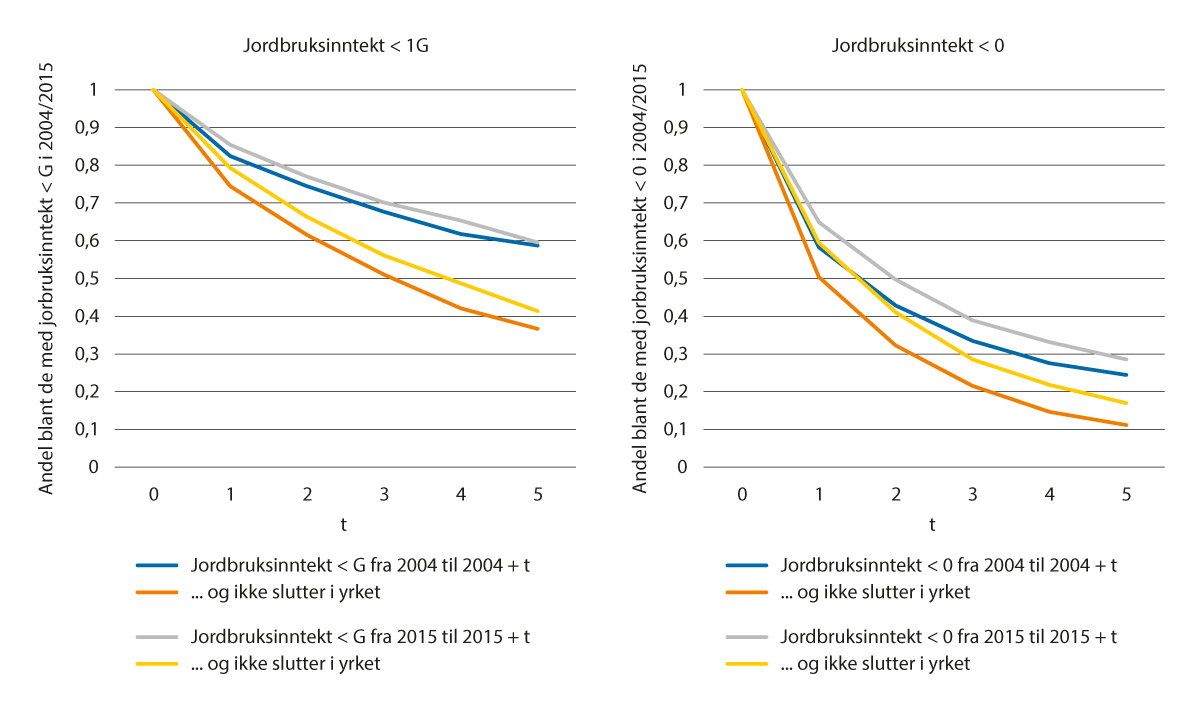 Jordbruksinntekt < 1G
Andel blant de med jorbruksinntekt < G i 2004/2015
1
0,9
0,8
0,7
0,6
0,5
0,4
0,3
0,2
0,1
0
0 1 2 3 4 5
t
Jordbruksinntekt < G fra 2004 til 2004 + t
... og ikke slutter i yrket
Jordbruksinntekt < G fra 2015 til 2015 + t
... og ikke slutter i yrket
Jordbruksinntekt < 0
Andel blant de med jorbruksinntekt < 0 i 2004/2015
1
0,9
0,8
0,7
0,6
0,5
0,4
0,3
0,2
0,1
0
0 1 2 3 4 5
t
Jordbruksinntekt < 0 fra 2004 til 2004 + t
... og ikke slutter i yrket
Jordbruksinntekt < 0 fra 2015 til 2015 + t
... og ikke slutter i yrket